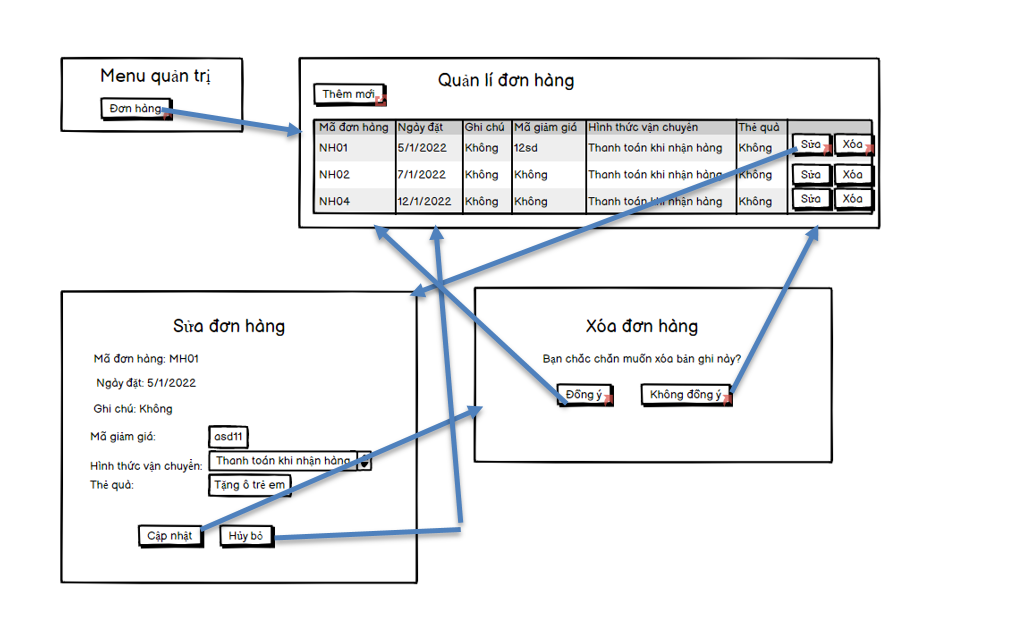 Menu quản trị
Đơn hàng
Quản lí đơn hàng
Thêm mới
Mã đơn hàng Ngày đặt Ghi chú Mã giảm giá Hình thức vận chuyển Thẻ quà
NH01 5/1/2022 Không 12sd Thanh toán khi nhận hàng Không Sửa Xóa
NH02 7/1/2022 Không Không Thanh toán khi nhận hàng Không Sửa Xóa
NH04 12/1/2022 Không Không Thanh toán khi nhận hàng Không Sửa Xóa
Sửa đơn hàng
Mã đơn hàng: MH01
Ngày đặt: 5/1/2022
Ghi chú: Không
Mã giảm giá: asd11
Hình thức vận chuyển: Thanh toán khi nhận hàng
Thẻ quà: Tặng ô trẻ em
Cập nhật Hủy bỏ
Xóa đơn hàng
Bạn chắc chắn muốn xóa bản ghi này?
Đồng ý Không đồng ý